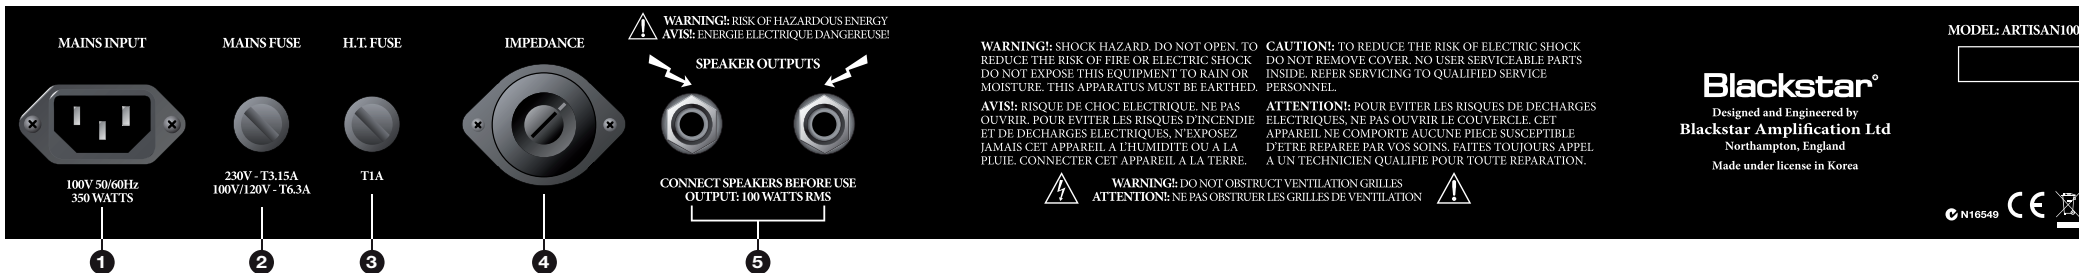 MAINS INPUT
100V 50/60Hz
350 WATTS
1
MAINS FUSE
230V - T3.15A
100V/120V - T6.3A
2
H.T. FUSE
T1A
3
IMPEDANCE
4
WARNING!: RISK OF HAZARDOUS ENERGY
AVIS!: ENERGIE ELECTRIQUE DANGEREUSE!
SPEAKER OUTPUTS
CONNECT SPEAKERS BEFORE USE
OUTPUT: 100 WATTS RMS
5
WARNING!: SHOCK HAZARD. DO NOT OPEN. TO
REDUCE THE RISK OF FIRE OR ELECTRIC SHOCK
DO NOT EXPOSE THIS EQUIPMENT TO RAIN OR
MOISTURE. THIS APPARATUS MUST BE EARTHED.
AVIS!: RISQUE DE CHOC ELECTRIQUE. NE PAS
OUVRIR. POUR EVITER LES RISQUES D'INCENDIE
ET DE DECHARGES ELECTRIQUES, N'EXPOSEZ
JAMAIS CET APPAREIL A L'HUMIDITE OU A LA
PLUIE. CONNECTER CET APPAREIL A LA TERRE.
CAUTION!: TO REDUCE THE RISK OF ELECTRIC SHOCK
DO NOT REMOVE COVER. NO USER SERVICEABLE PARTS
INSIDE. REFER SERVICING TO QUALIFIED SERVICE
PERSONNEL.
ATTENTION!: POUR EVITER LES RISQUES DE DECHARGES
ELECTRIQUES, NE PAS OUVRIR LE COUVERCLE. CET
APPAREIL NE COMPORTE AUCUNE PIECE SUSCEPTIBLE
D'ETRE REPAREE PAR VOS SOINS. FAITES TOUJOURS APPEL
A UN TECHNICIEN QUALIFIE POUR TOUTE REPARATION.
WARNING!: DO NOT OBSTRUCT VENTILATION GRILLES
ATTENTION!: NE PAS OBSTRUER LES GRILLES DE VENTILATION
Blackstar
Designed and Engineered by
Blackstar Amplification Ltd
Northampton, England
Made under license in Korea
MODEL: ARTISAN100
N16549 CE